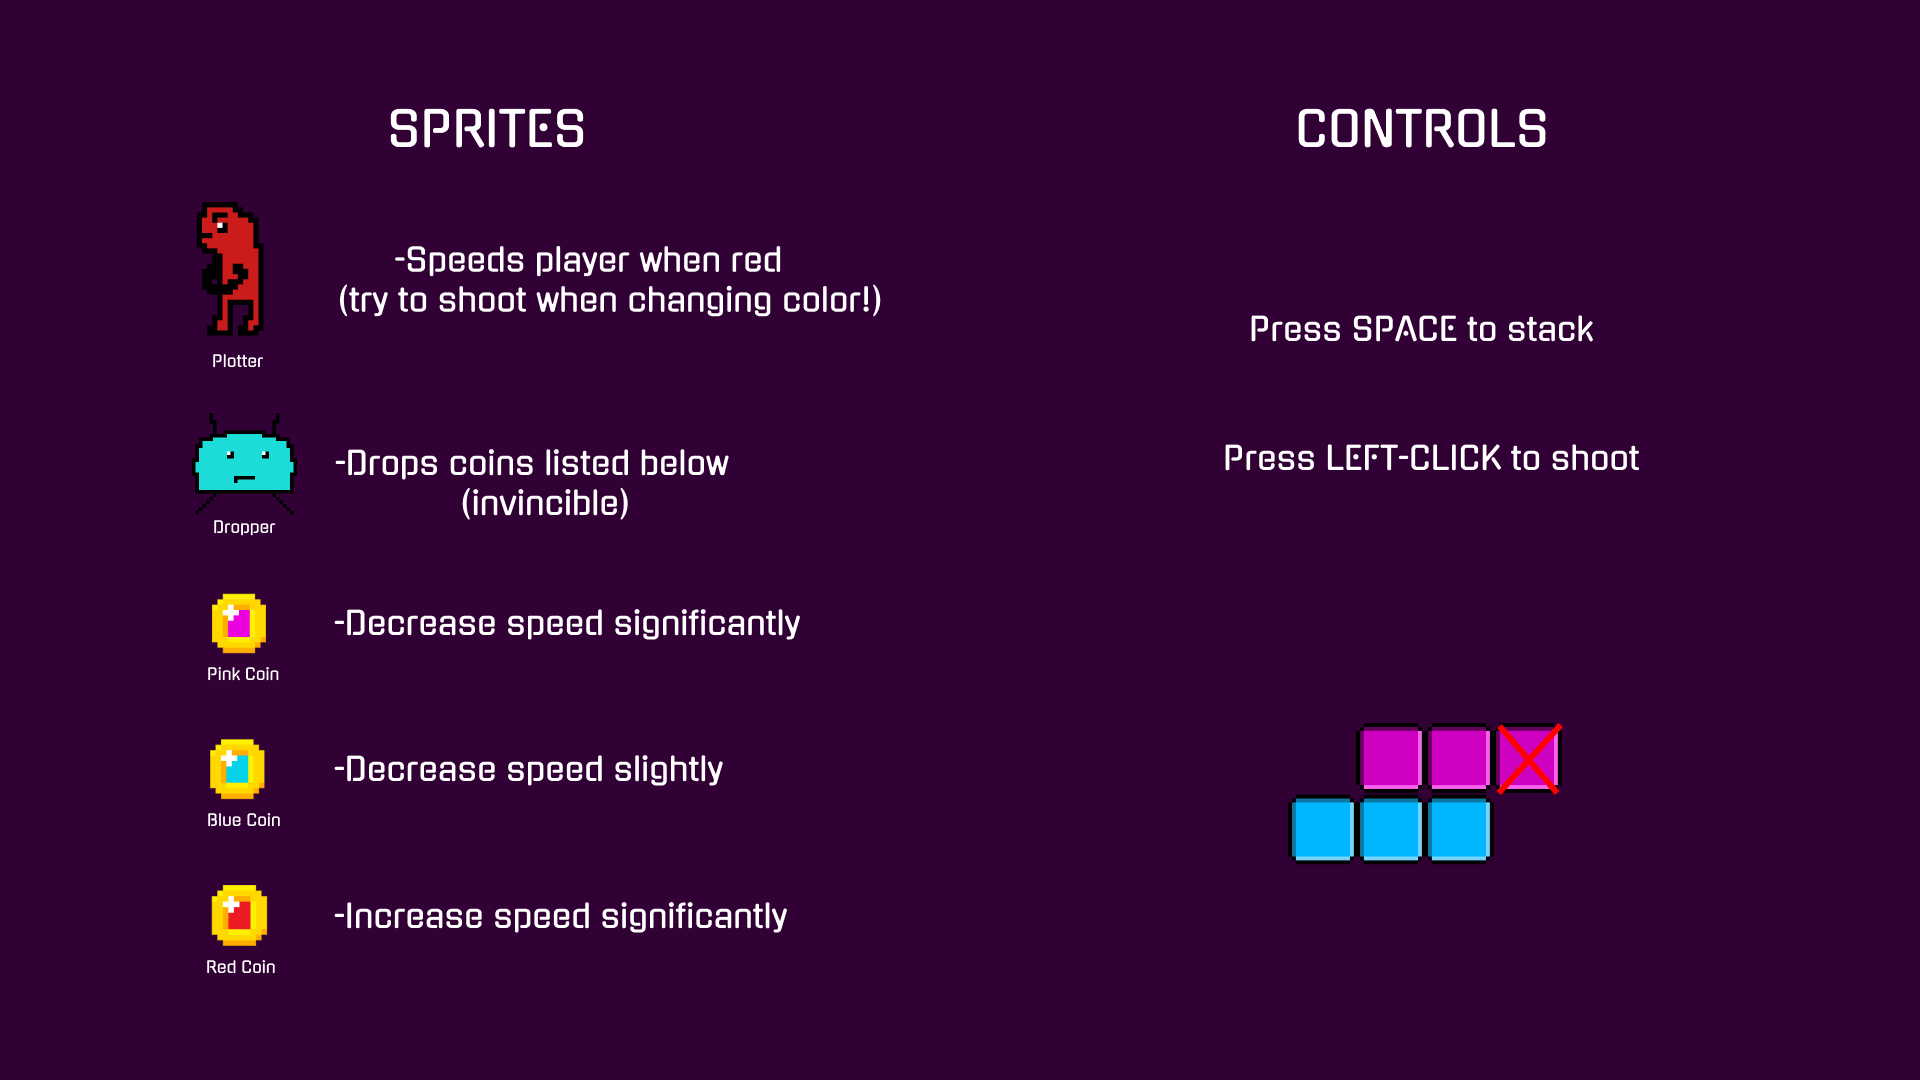 SPRITES
-Speeds player when red
(try to shoot when changing color!)
Plotter
-Drops coins listed below
(invincible)
Dropper
-Decrease speed significantly
Pink Coin
-Decrease speed slightly
Blue Coin
-Increase speed significantly
Red Coin
CONTROLS
Press SPACE to stack
Press LEFT-CLICK to shoot